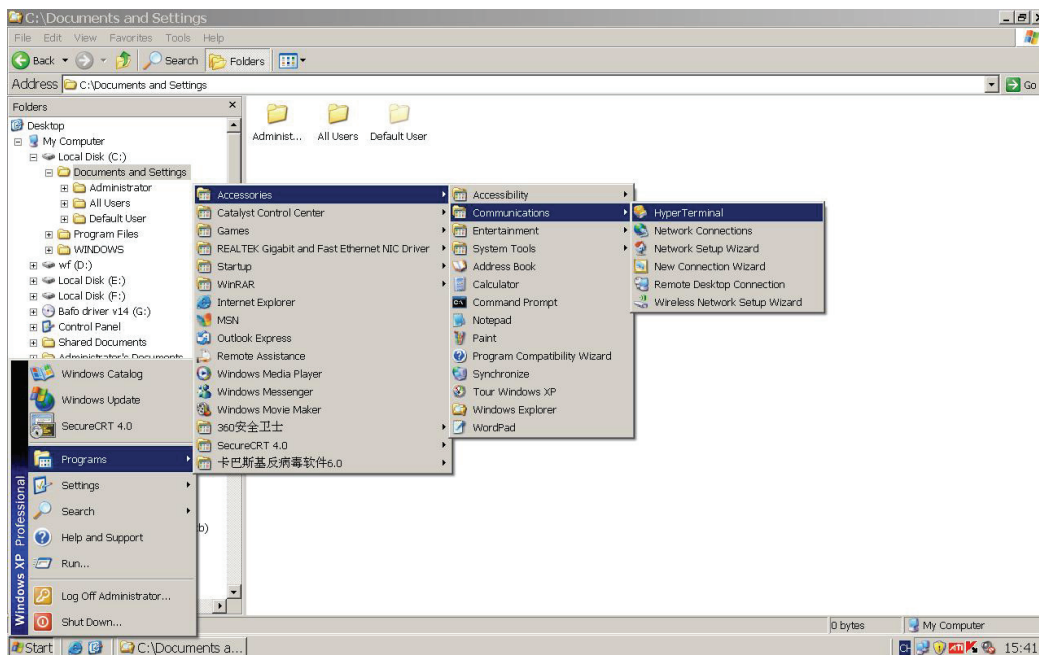 C:\Documents and Settings
File Edit View Favorites Tools Help
Back Search Folders
Address C:\Documents and Settings Go
Folders
Desktop
My Computer
Local Disk (C:)
Documents and Settings
Administrator
All Users
Default User
Program Files
WINDOWS
wf (D:)
Local Disk (E:)
Local Disk (F:)
Bafo driver v14 (G:)
Control Panel
Shared Documents
Administrator's Documents
b)
Administ... All Users Default User
Windows Catalog
Windows Update
SecureCRT 4.0
Programs
Settings
Search
Help and Support
Run...
Log Off Administrator...
Shut Down...
Windows XP Professional
Accessories
Catalyst Control Center
Games
REALTEK Gigabit and Fast Ethernet NIC Driver
Startup
WinRAR
Internet Explorer
MSN
Outlook Express
Remote Assistance
Windows Media Player
Windows Messenger
Windows Movie Maker
360安全卫士
SecureCRT 4.0
卡巴斯基反病毒软件6.0
Accessibility
Communications
Entertainment
System Tools
Address Book
Calculator
Command Prompt
Notepad
Paint
Program Compatibility Wizard
Synchronize
Tour Windows XP
Windows Explorer
WordPad
HyperTerminal
Network Connections
Network Setup Wizard
New Connection Wizard
Remote Desktop Connection
Wireless Network Setup Wizard
0 bytes My Computer
Start C:\Documents a... CH ATI 15:41